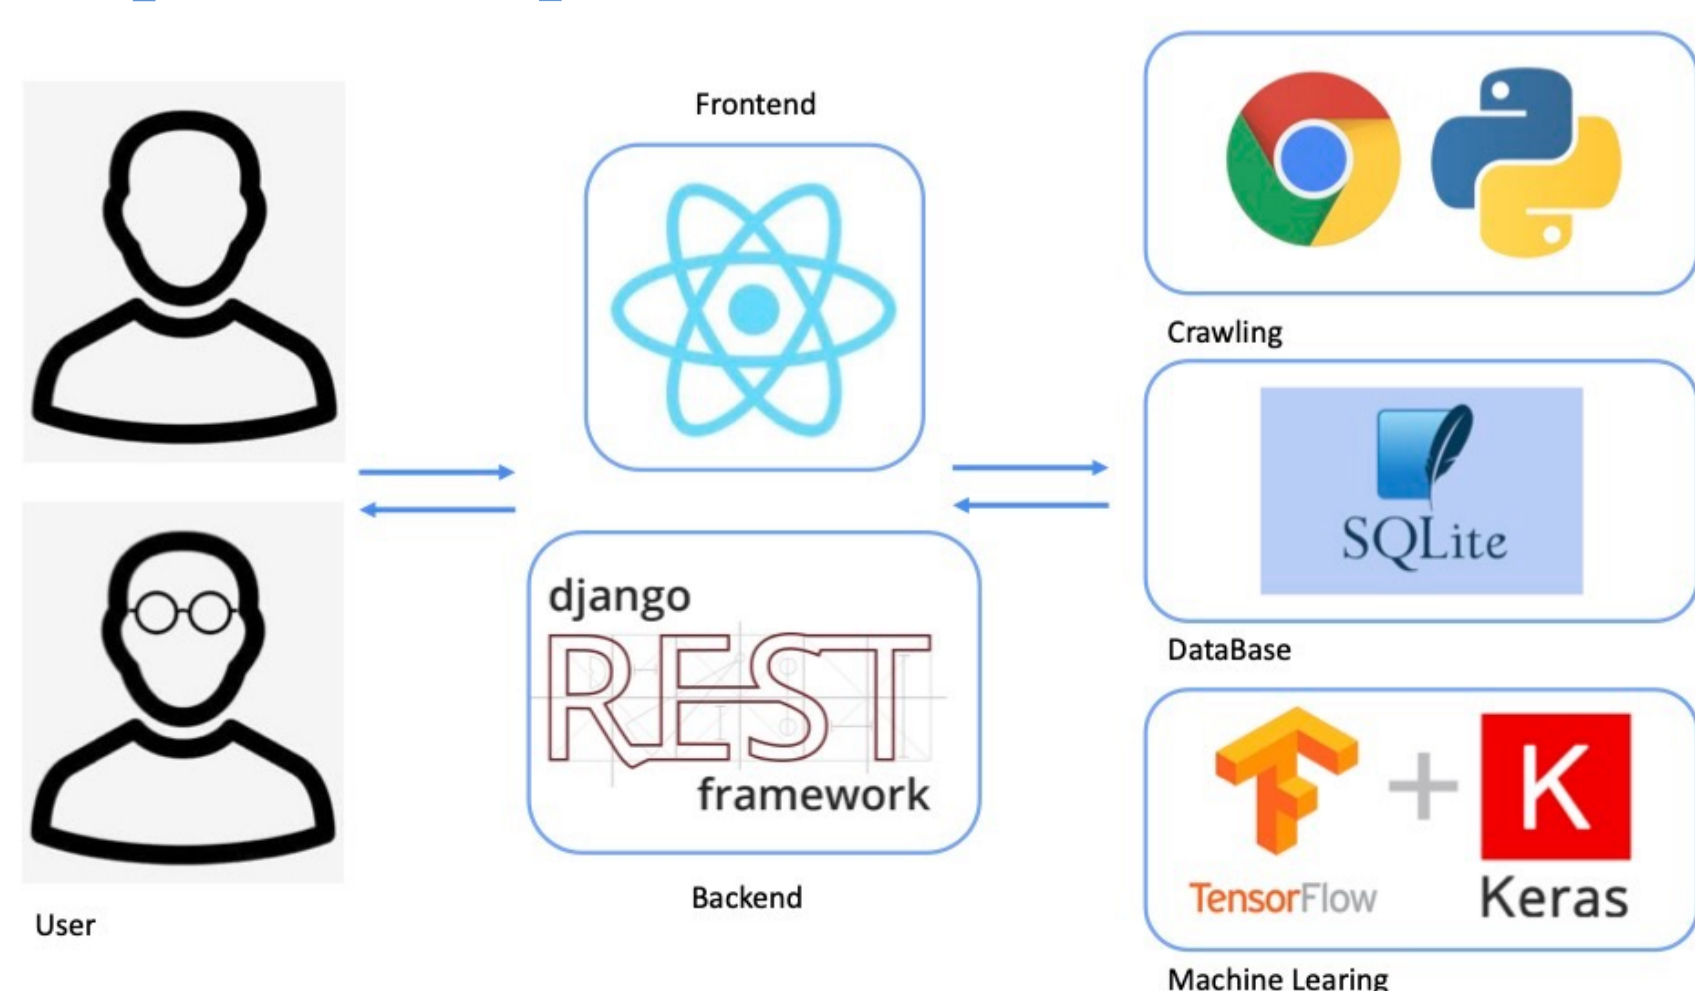 Frontend
Crawling
SQLite
DataBase
django
REST
framework
Backend
TensorFlow
K
Keras
User
Machine Learing